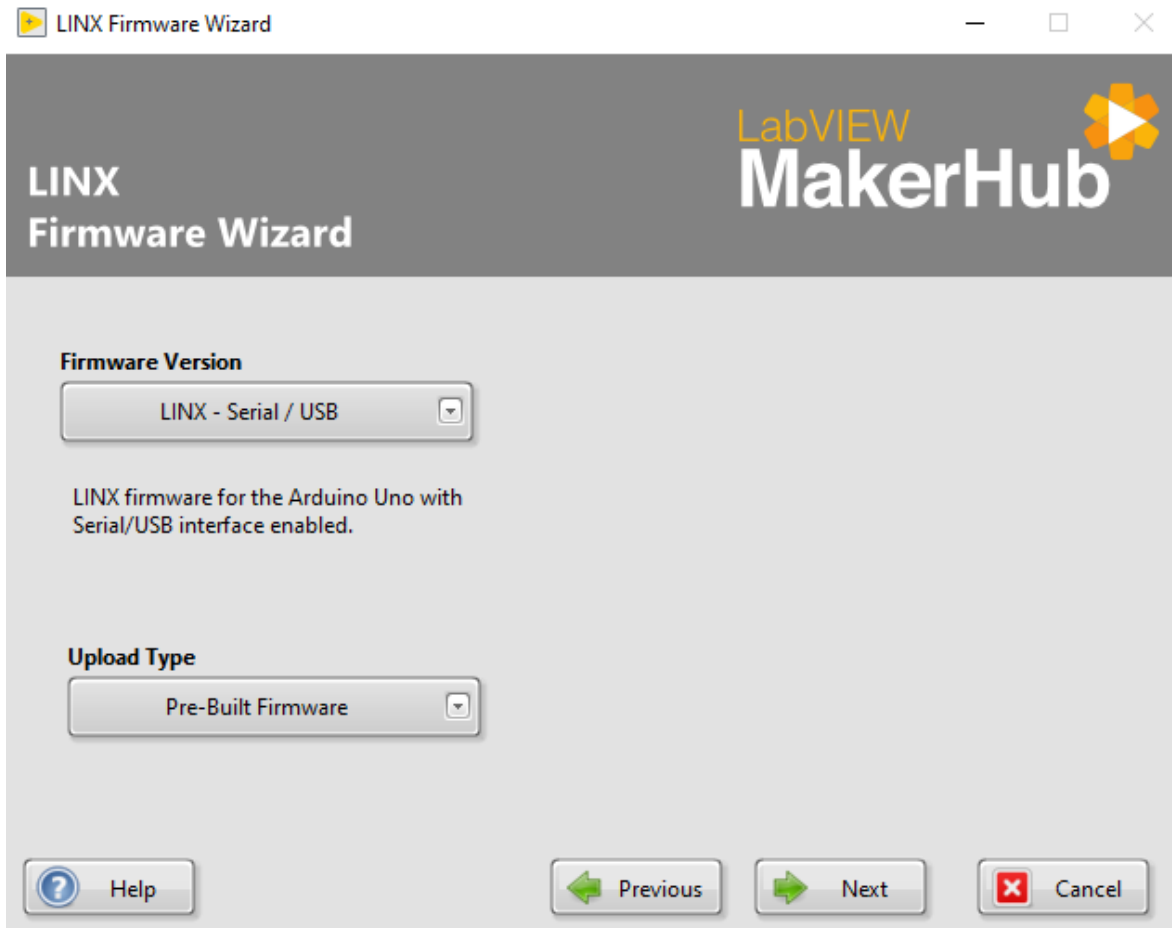 LINX Firmware Wizard
LabVIEW
MakerHub
LINX
Firmware Wizard
Firmware Version
LINX - Serial / USB
LINX firmware for the Arduino Uno with
Serial/USB interface enabled.
Upload Type
Pre-Built Firmware
Help
Previous
Next
Cancel